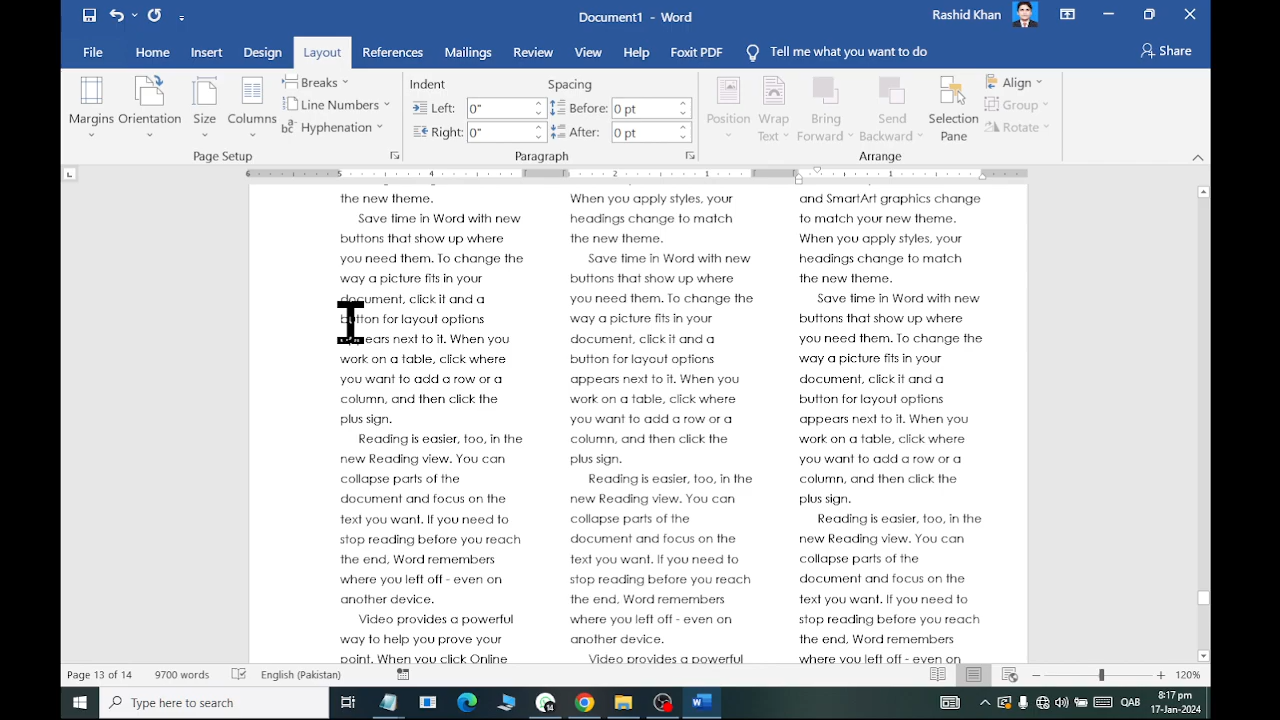 Document1 - Word
Rashid Khan
File Home Insert Design Layout References Mailings Review View Help Foxit PDF Tell me what you want to do Share
Margins Orientation Size Columns
Breaks
Line Numbers
Hyphenation
Page Setup
Indent Spacing
Left: 0" Before: 0 pt
Right: 0" After: 0 pt
Paragraph
Position Wrap Text Bring Forward Send Backward Selection Pane
Align
Group
Rotate
Arrange
6 5 4 2 1 1
the new theme.
Save time in Word with new
buttons that show up where
you need them. To change the
way a picture fits in your
document, click it and a
button for layout options
appears next to it. When you
work on a table, click where
you want to add a row or a
column, and then click the
plus sign.
Reading is easier, too, in the
new Reading view. You can
collapse parts of the
document and focus on the
text you want. If you need to
stop reading before you reach
the end, Word remembers
where you left off - even on
another device.
Video provides a powerful
way to help you prove your
point. When you click Online
When you apply styles, your
headings change to match
the new theme.
Save time in Word with new
buttons that show up where
you need them. To change the
way a picture fits in your
document, click it and a
button for layout options
appears next to it. When you
work on a table, click where
you want to add a row or a
column, and then click the
plus sign.
Reading is easier, too, in the
new Reading view. You can
collapse parts of the
document and focus on the
text you want. If you need to
stop reading before you reach
the end, Word remembers
where you left off - even on
another device.
Video provides a powerful
and SmartArt graphics change
to match your new theme.
When you apply styles, your
headings change to match
the new theme.
Save time in Word with new
buttons that show up where
you need them. To change the
way a picture fits in your
document, click it and a
button for layout options
appears next to it. When you
work on a table, click where
you want to add a row or a
column, and then click the
plus sign.
Reading is easier, too, in the
new Reading view. You can
collapse parts of the
document and focus on the
text you want. If you need to
stop reading before you reach
the end, Word remembers
where you left off - even on
Page 13 of 14 9700 words English (Pakistan) 120%
Type here to search
QAB
8:17 pm
17-Jan-2024